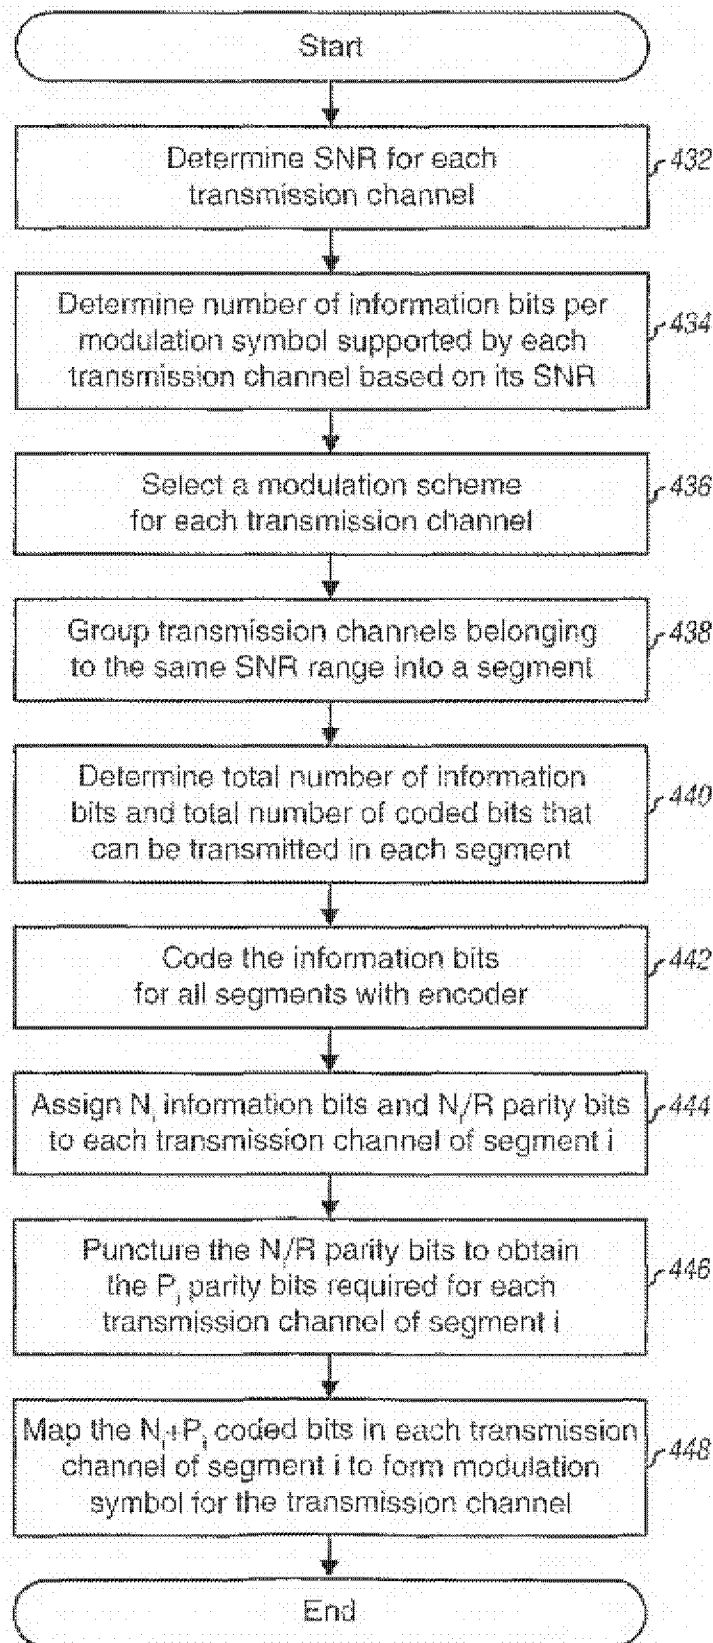 Start
Determine SNR for each
transmission channel
432
Determine number of information bits per
modulation symbol supported by each
transmission channel based on its SNR
434
Select a modulation scheme
for each transmission channel
436
Group transmission channels belonging
to the same SNR range into a segment
438
Determine total number of information
bits and total number of coded bits that
can be transmitted in each segment
440
Code the information bits
for all segments with encoder
442
Assign Nᵢ information bits and Nᵢ/R parity bits
to each transmission channel of segment i
444
Puncture the Nᵢ/R parity bits to obtain
the Pᵢ parity bits required for each
transmission channel of segment i
446
Map the Nᵢ+Pᵢ coded bits in each transmission
channel of segment i to form modulation
symbol for the transmission channel
448
End